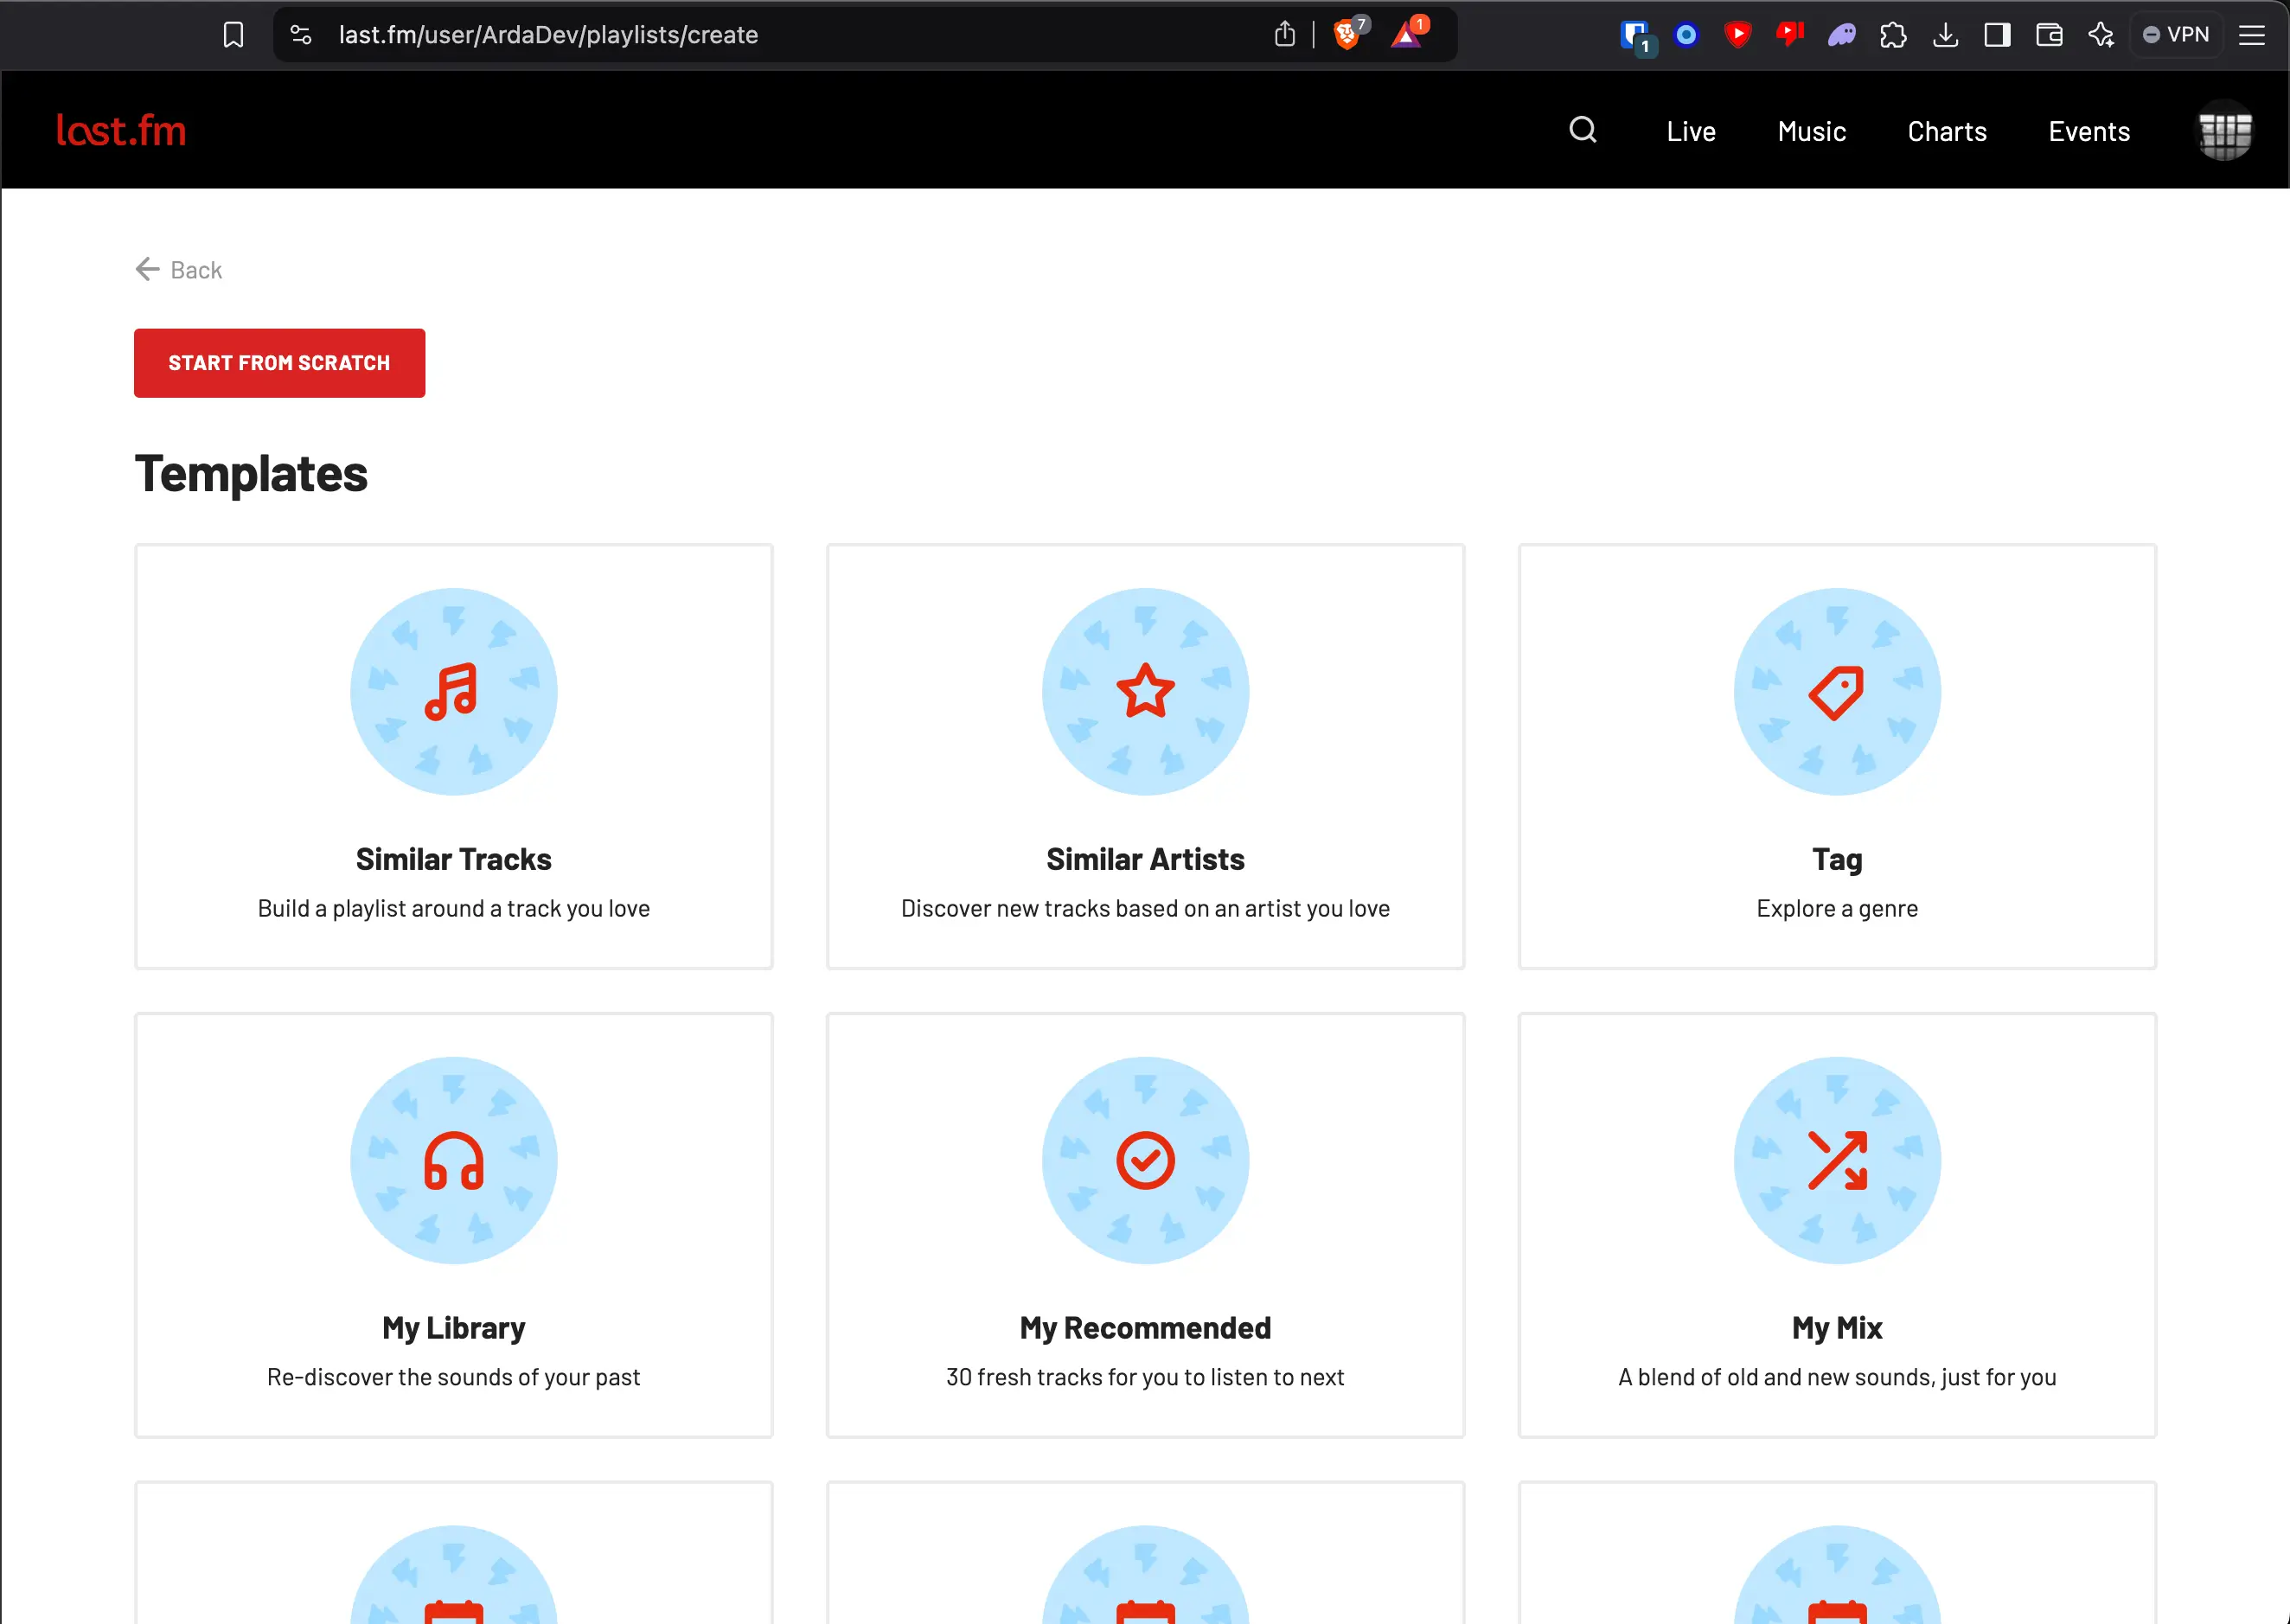 last.fm/user/ArdaDev/playlists/create
7
1
1
VPN
last.fm
Live
Music
Charts
Events
Back
START FROM SCRATCH
Templates
Similar Tracks
Build a playlist around a track you love
Similar Artists
Discover new tracks based on an artist you love
Tag
Explore a genre
My Library
Re-discover the sounds of your past
My Recommended
30 fresh tracks for you to listen to next
My Mix
A blend of old and new sounds, just for you